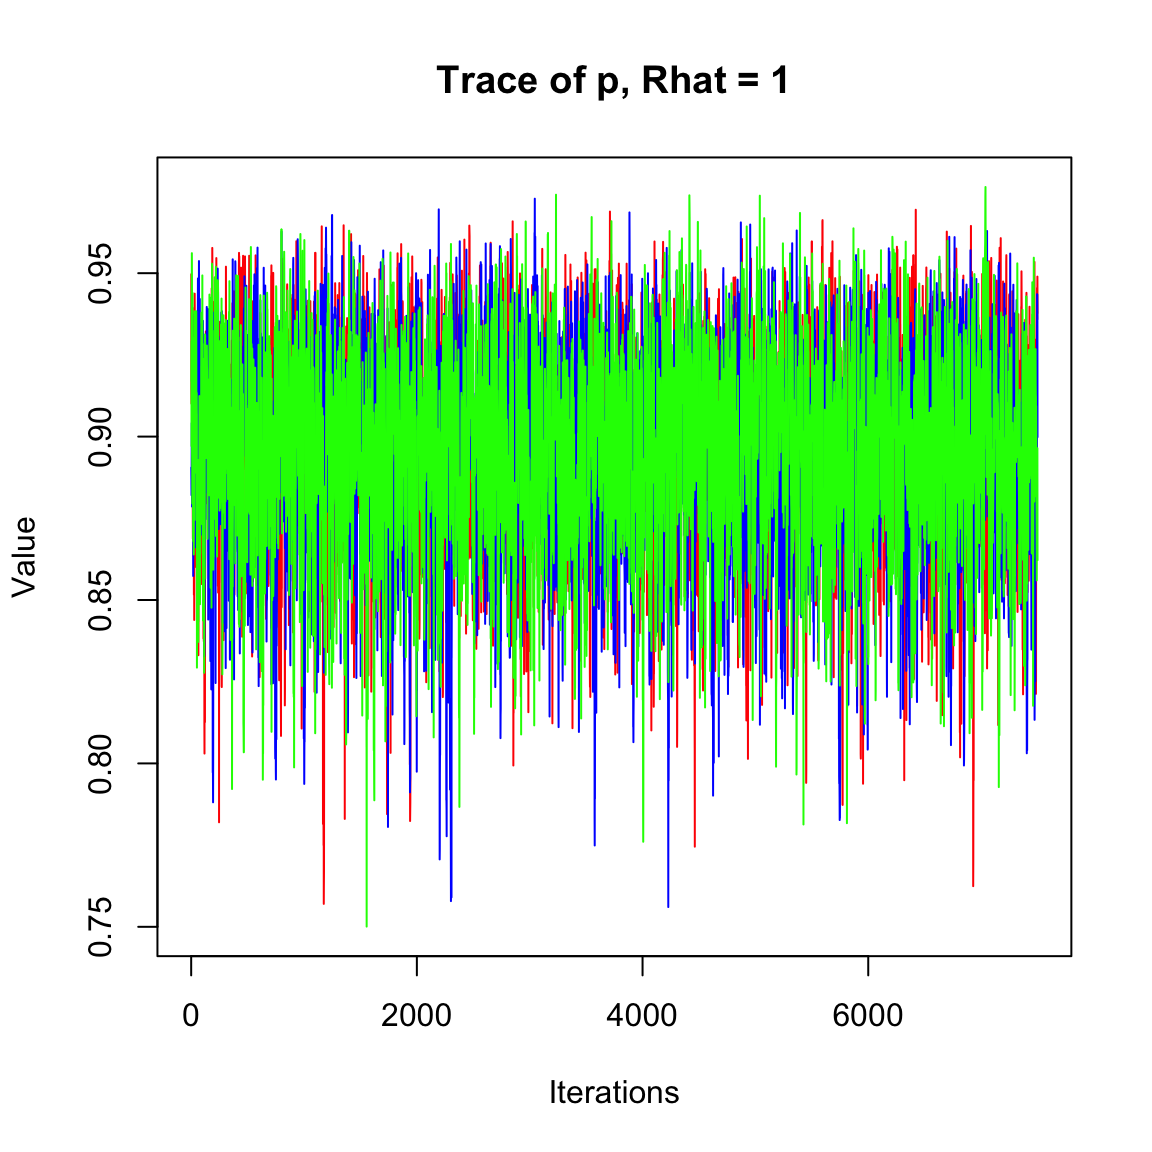 Trace of p, Rhat = 1
Value
0.95
0.90
0.85
0.80
0.75
0 2000 4000 6000
Iterations